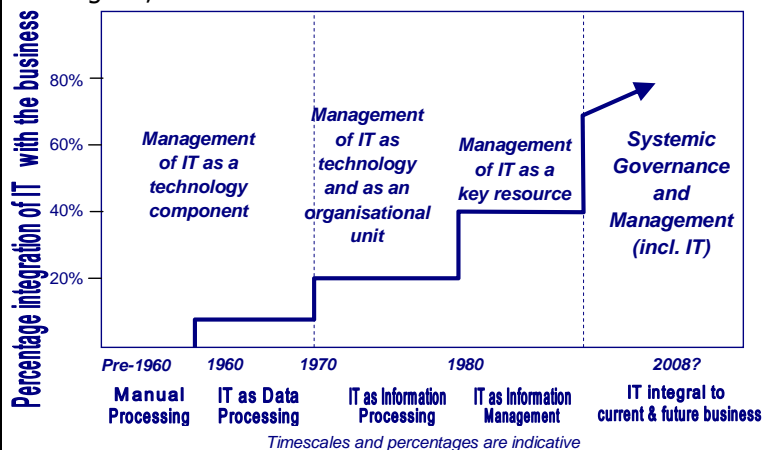 Percentage integration of IT with the business
80%
60%
40%
20%
Management
of IT as a
technology
component
Management
of IT as
technology
and as an
organisational
unit
Management
of IT as a
key resource
Systemic
Governance
and
Management
(incl. IT)
Pre-1960
1960
1970
1980
2008?
Manual
Processing
IT as Data
Processing
IT as Information
Processing
IT as Information
Management
IT integral to
current & future business
Timescales and percentages are indicative